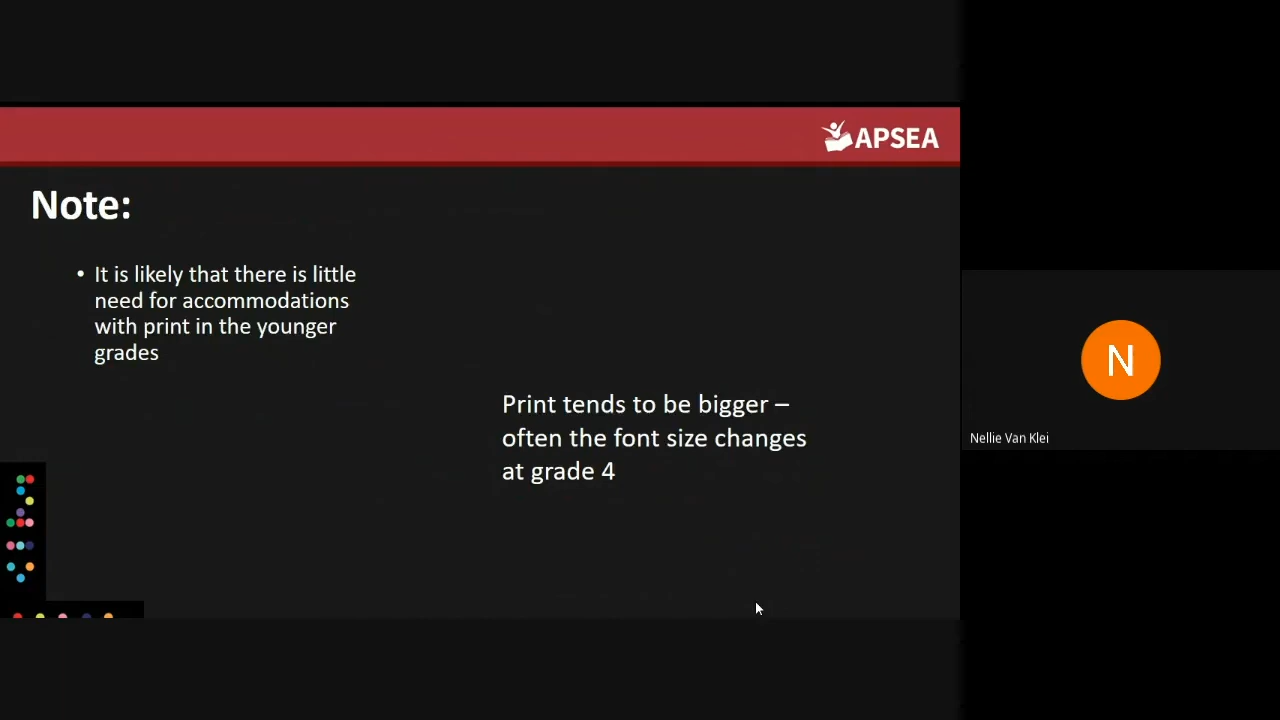 APSEA
Note:
• It is likely that there is little
need for accommodations
with print in the younger
grades
Print tends to be bigger –
often the font size changes
at grade 4
N
Nellie Van Klei